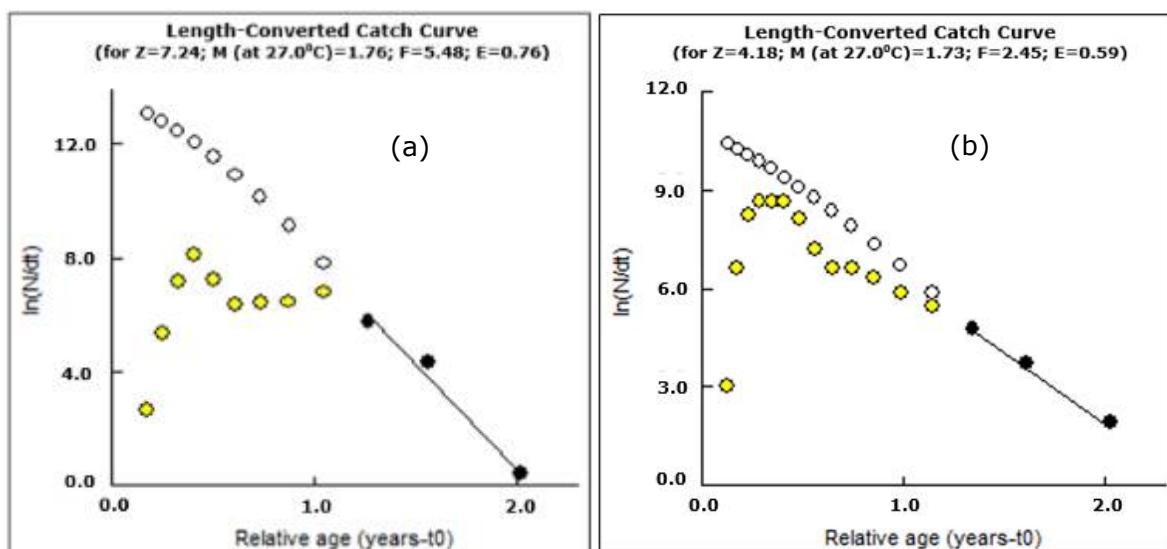 Length-Converted Catch Curve
(for Z=7.24; M (at 27.0⁰C)=1.76; F=5.48; E=0.76)
(a)
ln(N/dt)
12.0
8.0
4.0
0.0
0.0 1.0 2.0
Relative age (years-t0)
Length-Converted Catch Curve
(for Z=4.18; M (at 27.0⁰C)=1.73; F=2.45; E=0.59)
(b)
ln(N/dt)
12.0
9.0
6.0
3.0
0.0
0.0 1.0 2.0
Relative age (years-t0)